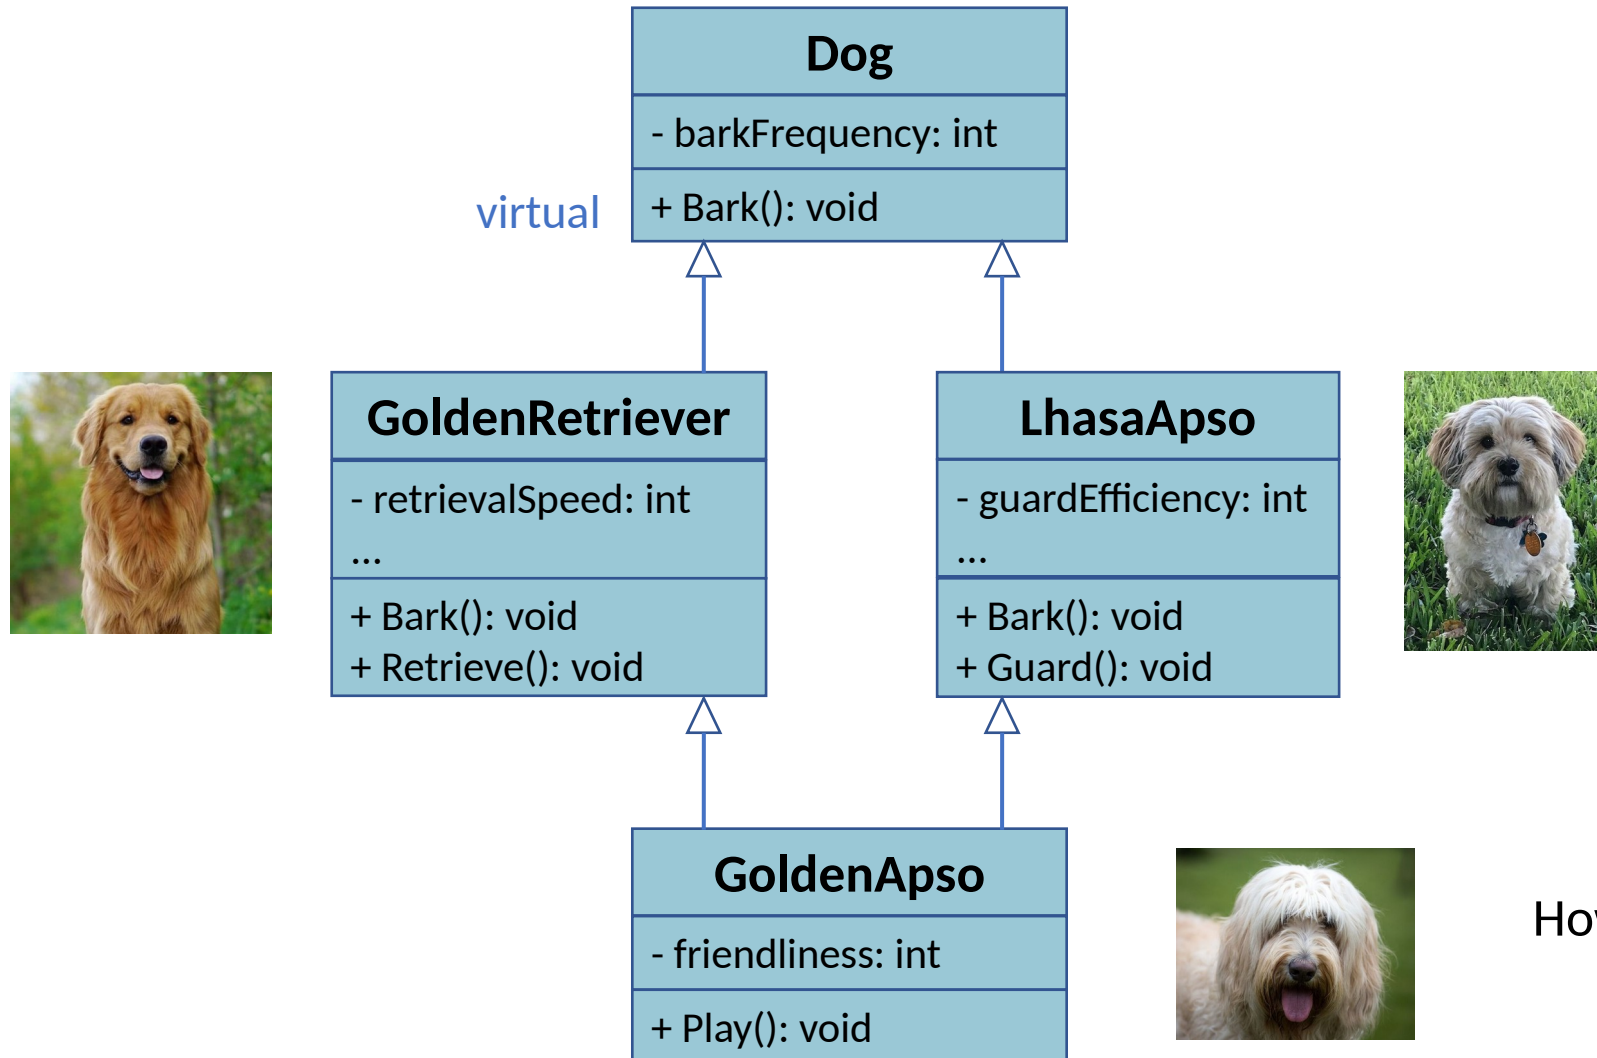 Dog
- barkFrequency: int
virtual
+ Bark(): void
GoldenRetriever
- retrievalSpeed: int
...
+ Bark(): void
+ Retrieve(): void
LhasaApso
- guardEfficiency: int
...
+ Bark(): void
+ Guard(): void
GoldenApso
- friendliness: int
+ Play(): void